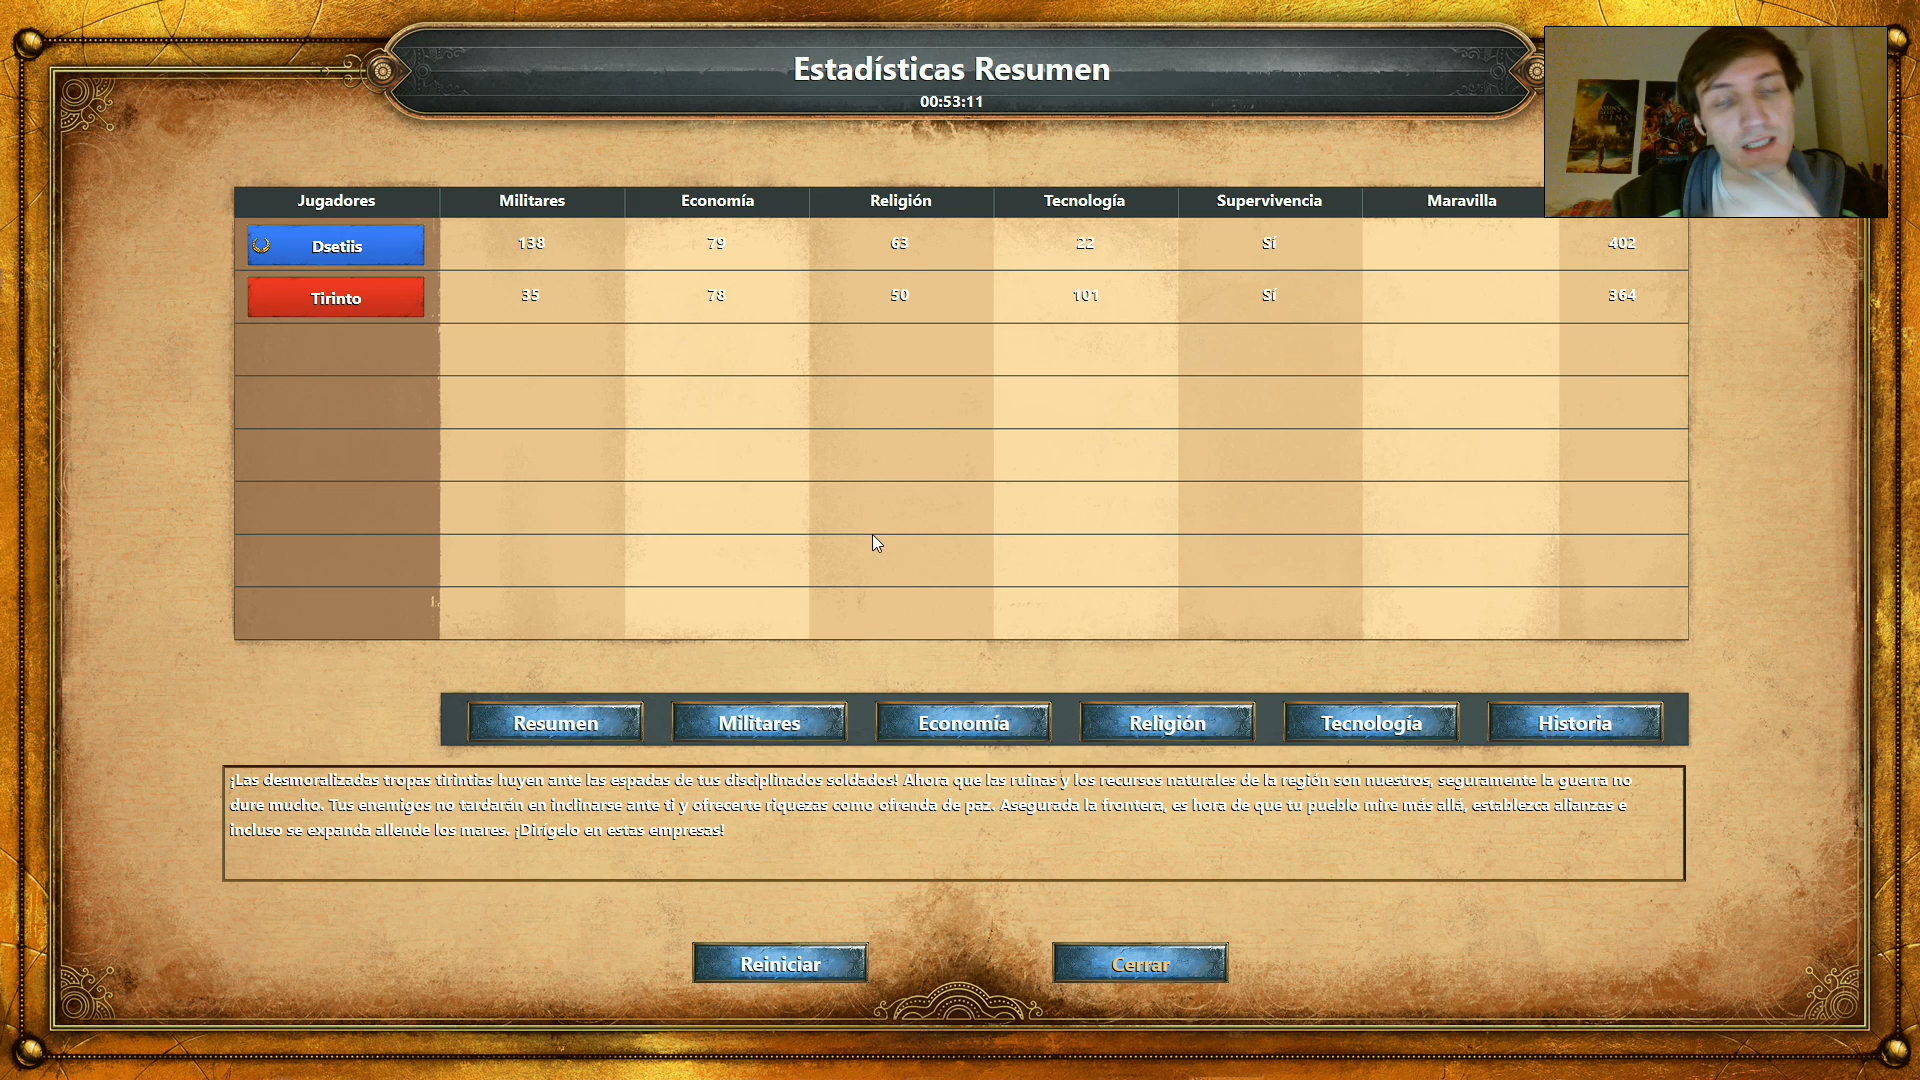 Estadísticas Resumen
00:53:11
Jugadores Militares Economía Religión Tecnología Supervivencia Maravilla
Dsetiis 138 79 63 22 Sí 402
Tirinto 35 78 50 101 Sí 364
Resumen Militares Economía Religión Tecnología Historia
¡Las desmoralizadas tropas tirintias huyen ante las espadas de tus disciplinados soldados! Ahora que las ruinas y los recursos naturales de la región son nuestros, seguramente la guerra no
dure mucho. Tus enemigos no tardarán en inclinarse ante ti y ofrecerte riquezas como ofrenda de paz. Asegurada la frontera, es hora de que tu pueblo mire más allá, establezca alianzas e
incluso se expanda allende los mares. ¡Dirígelo en estas empresas!
Reiniciar Cerrar